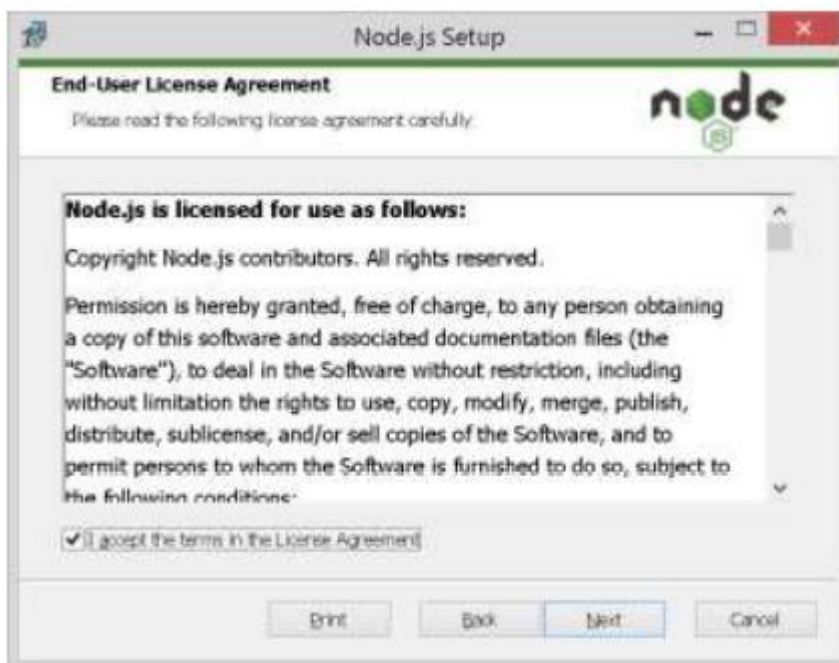 Node.js Setup
End-User License Agreement
Please read the following license agreement carefully
node
JS
Node.js is licensed for use as follows:
Copyright Node.js contributors. All rights reserved.
Permission is hereby granted, free of charge, to any person obtaining
a copy of this software and associated documentation files (the
"Software"), to deal in the Software without restriction, including
without limitation the rights to use, copy, modify, merge, publish,
distribute, sublicense, and/or sell copies of the Software, and to
permit persons to whom the Software is furnished to do so, subject to
the following conditions:
I accept the terms in the License Agreement
Print
Back
Next
Cancel